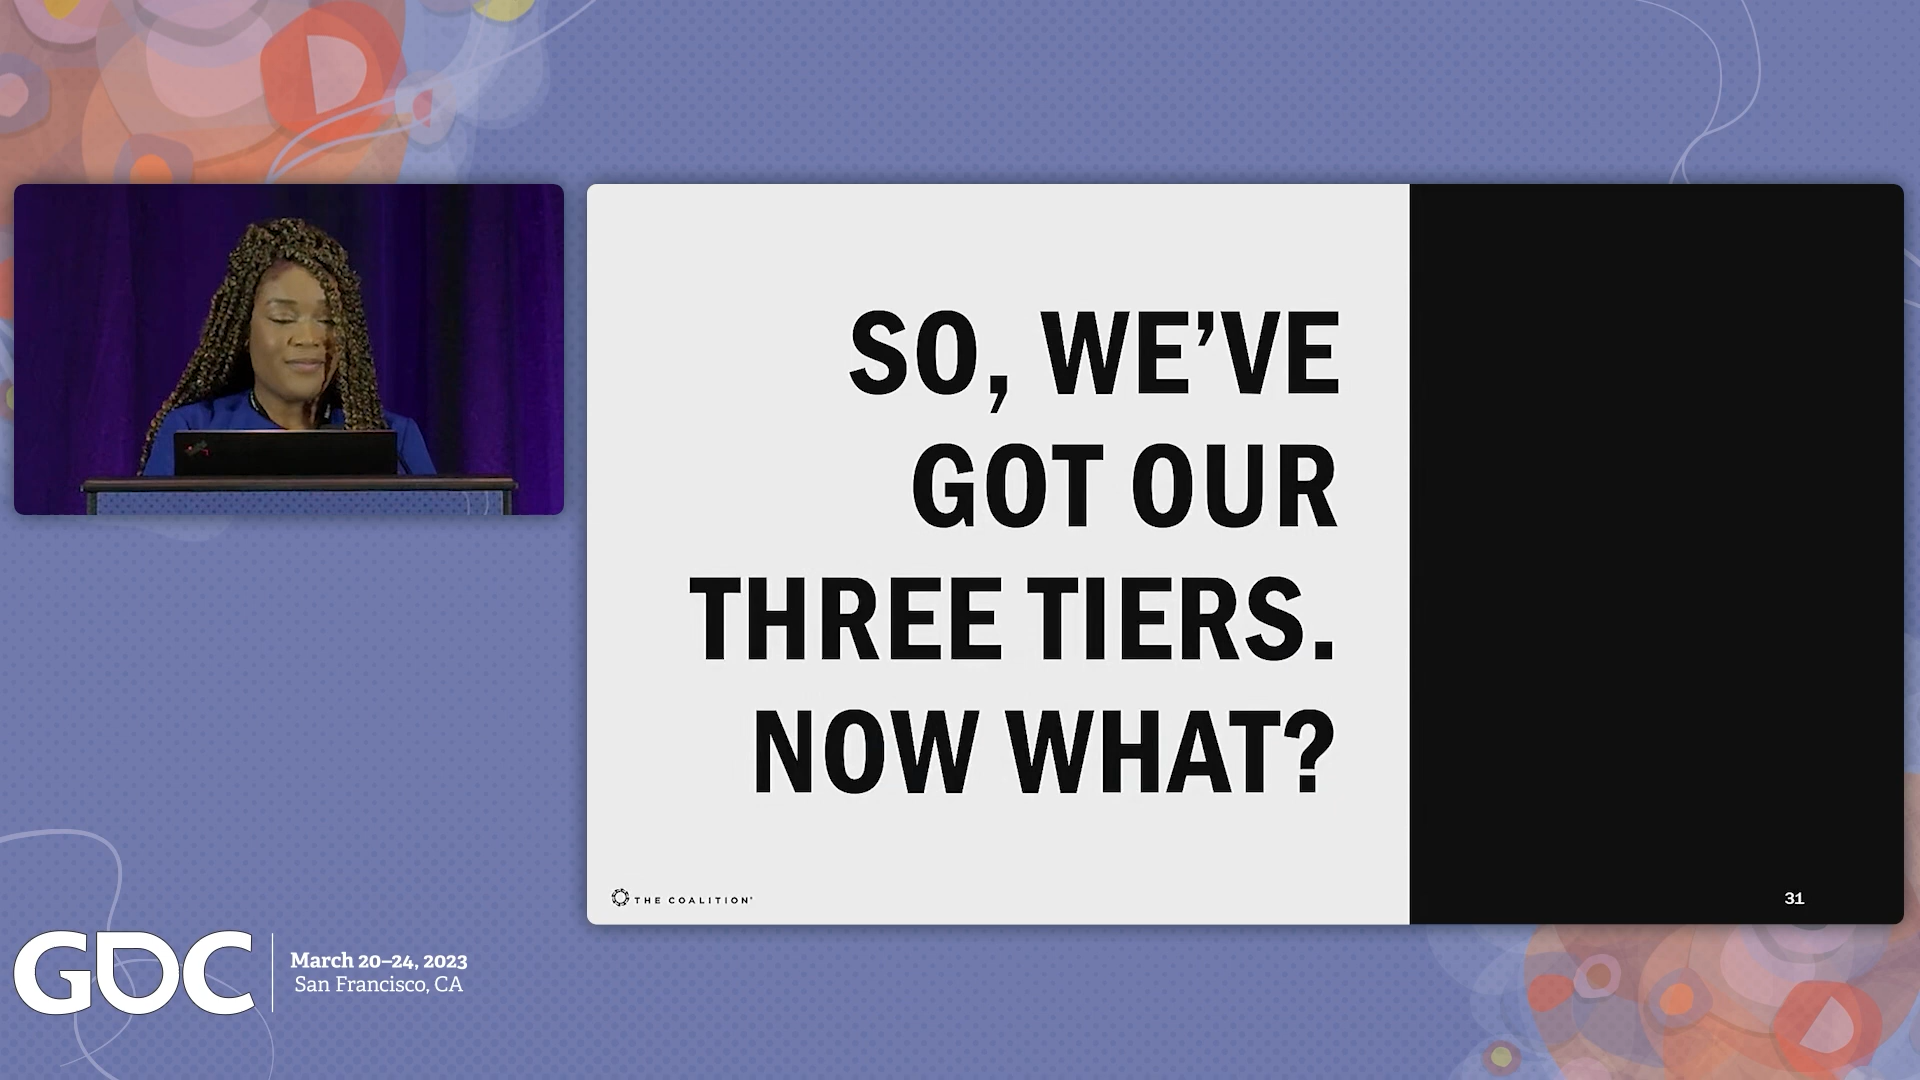 SO, WE’VE
GOT OUR
THREE TIERS.
NOW WHAT?
THE COALITION
31
GDC
March 20–24, 2023
San Francisco, CA